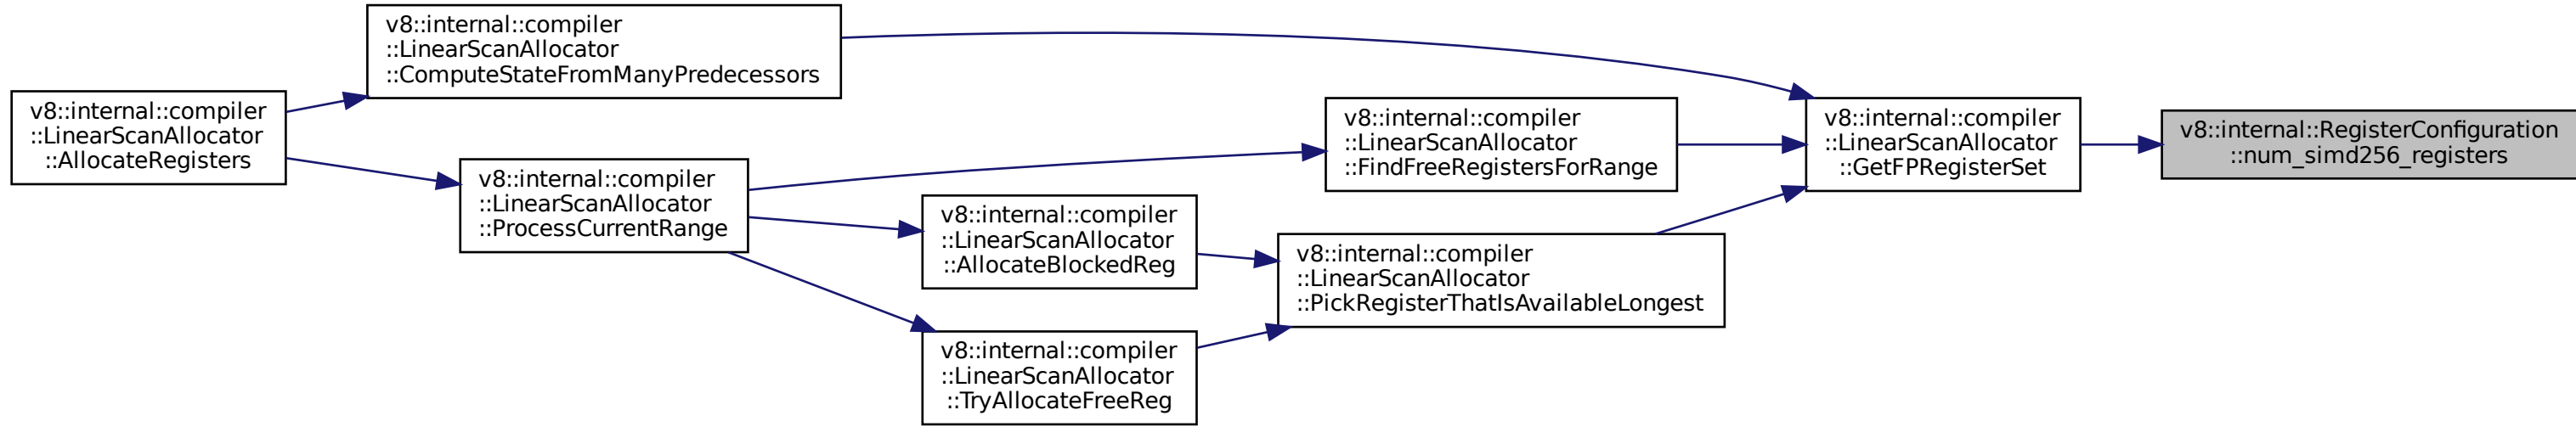 v8::internal::compiler
::LinearScanAllocator
::AllocateRegisters
v8::internal::compiler
::LinearScanAllocator
::ComputeStateFromManyPredecessors
v8::internal::compiler
::LinearScanAllocator
::ProcessCurrentRange
v8::internal::compiler
::LinearScanAllocator
::AllocateBlockedReg
v8::internal::compiler
::LinearScanAllocator
::TryAllocateFreeReg
v8::internal::compiler
::LinearScanAllocator
::FindFreeRegistersForRange
v8::internal::compiler
::LinearScanAllocator
::PickRegisterThatIsAvailableLongest
v8::internal::compiler
::LinearScanAllocator
::GetFPRegisterSet
v8::internal::RegisterConfiguration
::num_simd256_registers